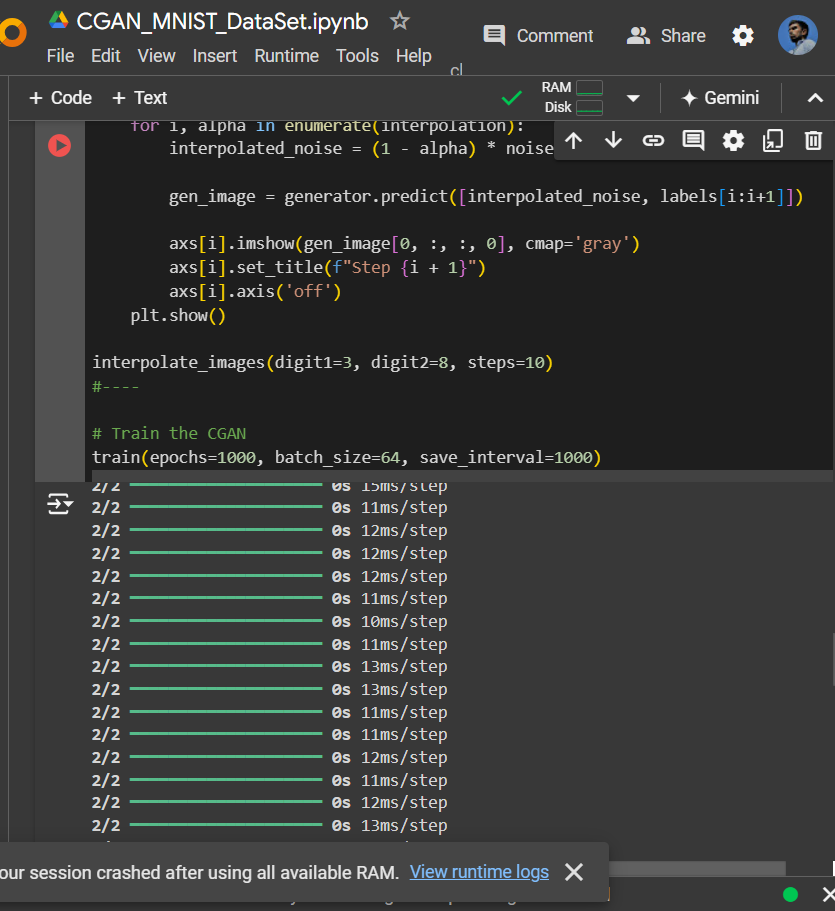 CGAN_MNIST_DataSet.ipynb
Comment
Share
File Edit View Insert Runtime Tools Help
cl
+ Code + Text
RAM
Disk
Gemini
for i, alpha in enumerate(interpolation):
interpolated_noise = (1 - alpha) * noise
gen_image = generator.predict([interpolated_noise, labels[i:i+1]])
axs[i].imshow(gen_image[0, :, :, 0], cmap='gray')
axs[i].set_title(f"Step {i + 1}")
axs[i].axis('off')
plt.show()
interpolate_images(digit1=3, digit2=8, steps=10)
#----
# Train the CGAN
train(epochs=1000, batch_size=64, save_interval=1000)
2/2 0s 15ms/step
2/2 0s 11ms/step
2/2 0s 12ms/step
2/2 0s 12ms/step
2/2 0s 12ms/step
2/2 0s 11ms/step
2/2 0s 10ms/step
2/2 0s 11ms/step
2/2 0s 13ms/step
2/2 0s 13ms/step
2/2 0s 11ms/step
2/2 0s 11ms/step
2/2 0s 12ms/step
2/2 0s 11ms/step
2/2 0s 12ms/step
2/2 0s 13ms/step
our session crashed after using all available RAM. View runtime logs